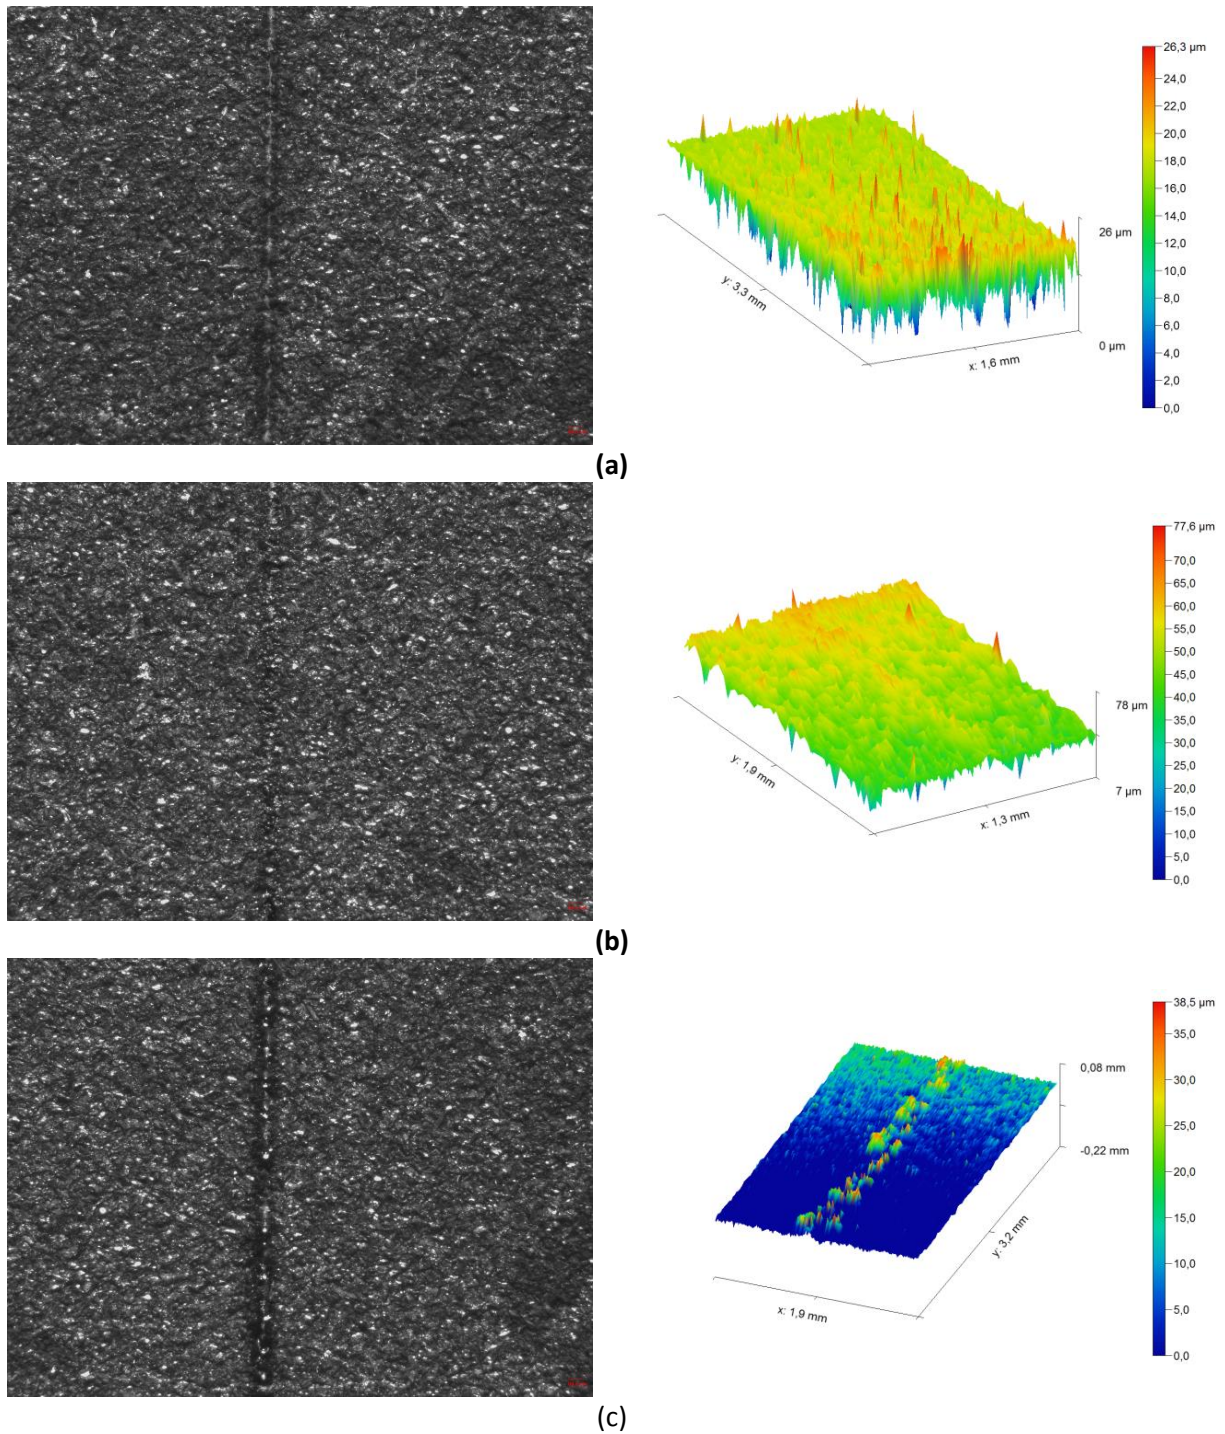 26,3 µm
24,0
22,0
20,0
18,0
16,0
14,0
12,0
10,0
8,0
6,0
4,0
2,0
0,0
26 µm
0 µm
y: 3,3 mm
x: 1,6 mm
(a)
77,6 µm
70,0
65,0
60,0
55,0
50,0
45,0
40,0
35,0
30,0
25,0
20,0
15,0
10,0
5,0
0,0
78 µm
7 µm
y: 1,9 mm
x: 1,3 mm
(b)
38,5 µm
35,0
30,0
25,0
20,0
15,0
10,0
5,0
0,0
0,08 mm
-0,22 mm
y: 3,2 mm
x: 1,9 mm
(c)